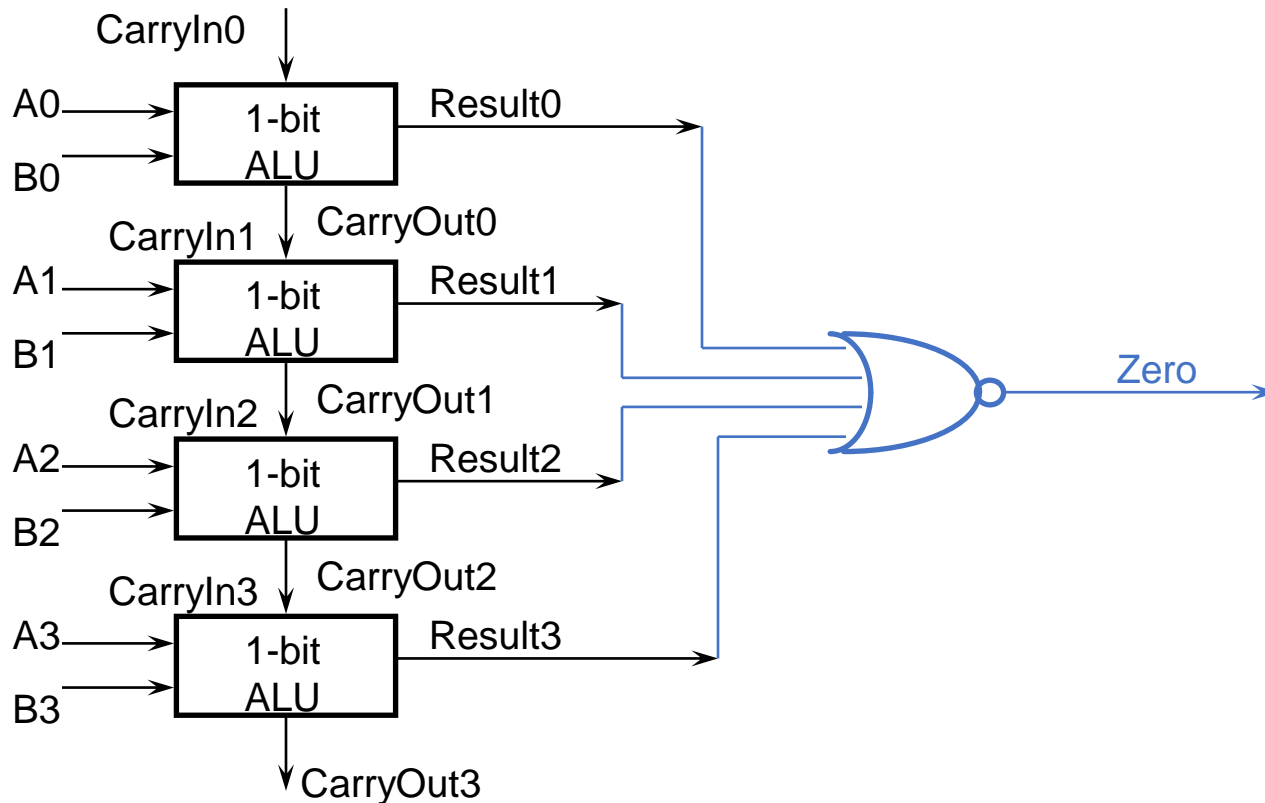 CarryIn0
A0
B0
1-bit
ALU
Result0
CarryOut0
CarryIn1
A1
B1
1-bit
ALU
Result1
CarryOut1
CarryIn2
A2
B2
1-bit
ALU
Result2
CarryOut2
CarryIn3
A3
B3
1-bit
ALU
Result3
CarryOut3
Zero